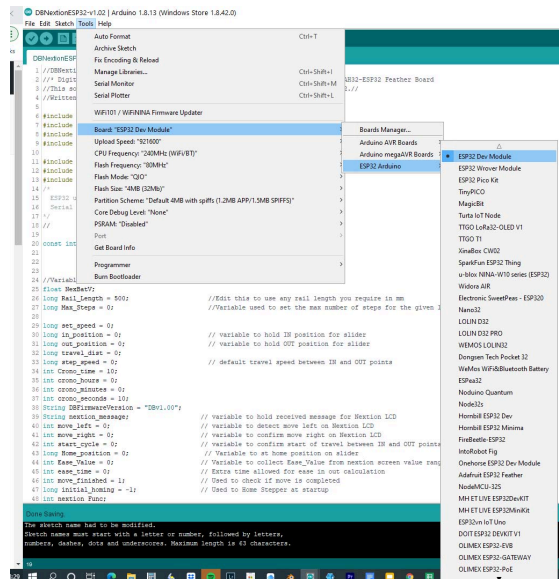 DBNextionESP32-v1.02 | Arduino 1.8.13 (Windows Store 1.8.42.0)
File Edit Sketch Tools Help
Auto Format Ctrl+T
Archive Sketch
Fix Encoding & Reload
Manage Libraries... Ctrl+Shift+I
Serial Monitor Ctrl+Shift+M
Serial Plotter Ctrl+Shift+L
WiFi101 / WiFiNINA Firmware Updater
Board: "ESP32 Dev Module"
Upload Speed: "921600"
CPU Frequency: "240MHz (WiFi/BT)"
Flash Frequency: "80MHz"
Flash Mode: "QIO"
Flash Size: "4MB (32Mb)"
Partition Scheme: "Default 4MB with spiffs (1.2MB APP/1.5MB SPIFFS)"
Core Debug Level: "None"
PSRAM: "Disabled"
Port
Get Board Info
Programmer
Burn Bootloader
Boards Manager...
Arduino AVR Boards
Arduino megaAVR Boards
ESP32 Arduino
ESP32 Dev Module
ESP32 Wrover Module
ESP32 Pico Kit
TinyPICO
MagicBit
Turta IoT Node
TTGO LoRa32-OLED V1
TTGO T1
XinaBox CW02
SparkFun ESP32 Thing
u-blox NINA-W10 series (ESP32)
Widora AIR
Electronic SweetPeas - ESP320
Nano32
LOLIN D32
LOLIN D32 PRO
WEMOS LOLIN32
Dongsen Tech Pocket 32
WeMos WiFi&Bluetooth Battery
ESPea32
Noduino Quantum
Node32s
Hornbill ESP32 Dev
Hornbill ESP32 Minima
FireBeetle-ESP32
IntoRobot Fig
Onehorse ESP32 Dev Module
Adafruit ESP32 Feather
NodeMCU-32S
MH ET LIVE ESP32DevKIT
MH ET LIVE ESP32MiniKit
ESP32vn IoT Uno
DOIT ESP32 DEVKIT V1
OLIMEX ESP32-EVB
OLIMEX ESP32-GATEWAY
OLIMEX ESP32-PoE
DBNextionESP
1 //DBNexti
2 //* Digit AH32-ESP32 Feather Board
3 //This sc l.//
4 //Written
5
6 #include
7 #include
8 #include
9 #include
10
11 #include
12 #include
13 #include
14 /*
15 ESP32 u
16 Serial
17 */
18 //
19
20 const int
21
22
23
24 //Variabl
25 float NexBatV;
26 long Rail_Length = 500; //Edit this to use any rail length you require in mm
27 long Max_Steps = 0; //Variable used to set the max number of steps for the given l
28
29 long set_speed = 0;
30 long in_position = 0; // variable to hold IN position for slider
31 long out_position = 0; // variable to hold OUT position for slider
32 long travel_dist = 0;
33 long step_speed = 0; // default travel speed between IN and OUT points
34 int Crono_time = 10;
35 int crono_hours = 0;
36 int crono_minutes = 0;
37 int crono_seconds = 10;
38 String DBFirmwareVersion = "DBv1.00";
39 String nextion_message; // variable to hold received message for Nextion LCD
40 int move_left = 0; // variable to detect move left on Nextion LCD
41 int move_right = 0; // variable to confirm move right on Nextion LCD
42 int start_cycle = 0; // variable to confirm start of travel between IN and OUT points
43 long Home_position = 0; // Variable to st home position on slider
44 int Ease_Value = 0; // Variable to collect Ease_Value from nextion screen value rang
45 int ease_time = 0; // Extra time allowed for ease in out calculation
46 int move_finished = 1; // Used to check if move is completed
47 long initial_homing = -1; // Used to Home Stepper at startup
48 int nextion Func;
Done Saving.
The sketch name had to be modified.
Sketch names must start with a letter or number, followed by letters,
numbers, dashes, dots and underscores. Maximum length is 63 characters.
19